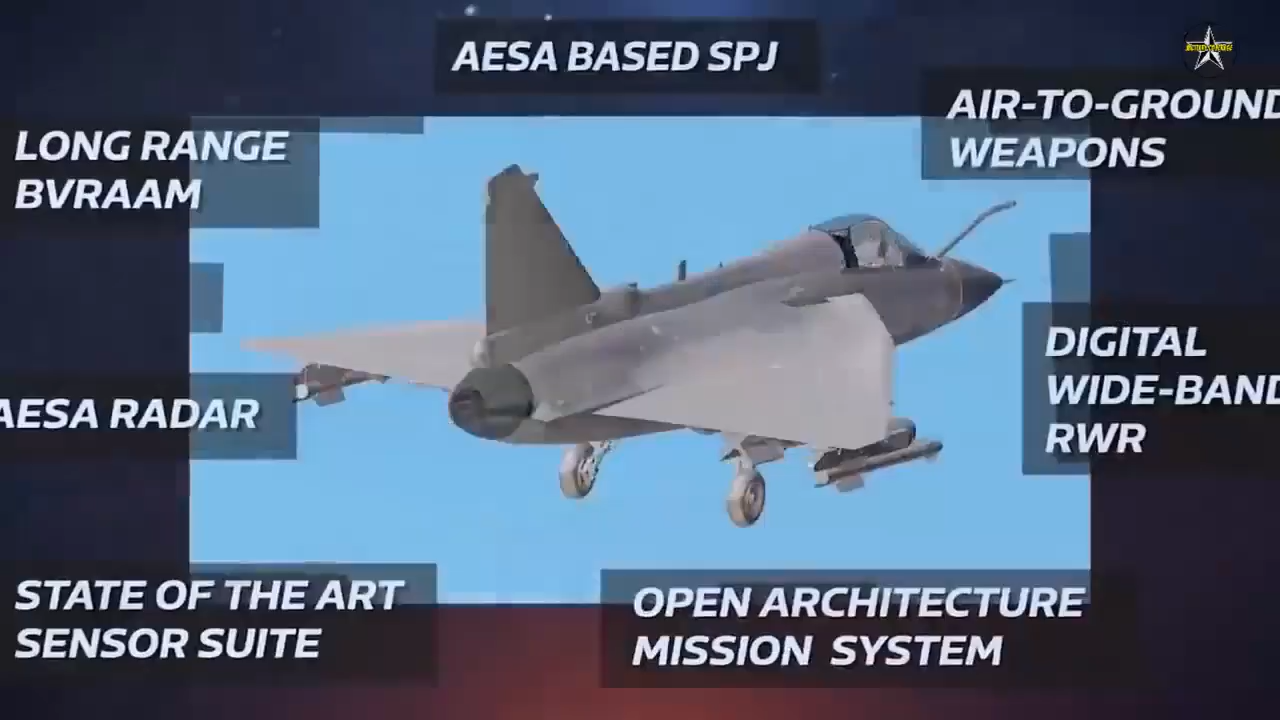 AESA BASED SPJ
AIR-TO-GROUND
WEAPONS
LONG RANGE
BVRAAM
DIGITAL
WIDE-BAND
RWR
AESA RADAR
STATE OF THE ART
SENSOR SUITE
OPEN ARCHITECTURE
MISSION SYSTEM